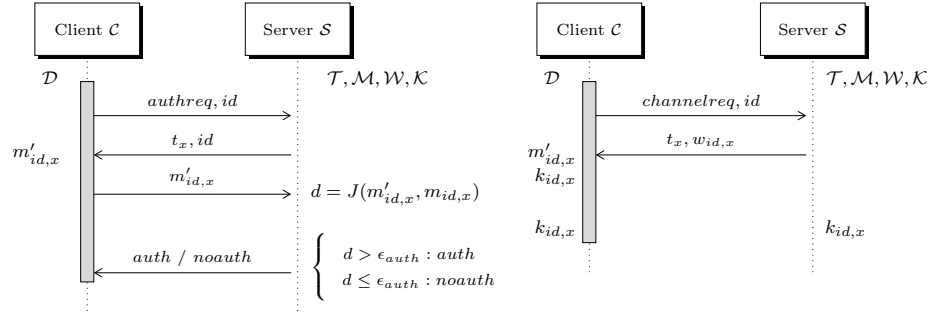 Client 𝒞
Server 𝒮
𝒟
𝒯, ℳ, 𝒲, 𝒦
authreq, id
t_x, id
m'_{id,x}
m'_{id,x}
d = J(m'_{id,x}, m_{id,x})
auth / noauth
d > ϵ_{auth} : auth
d ≤ ϵ_{auth} : noauth
Client 𝒞
Server 𝒮
𝒟
𝒯, ℳ, 𝒲, 𝒦
channelreq, id
t_x, w_{id,x}
m'_{id,x}
k_{id,x}
k_{id,x}
k_{id,x}